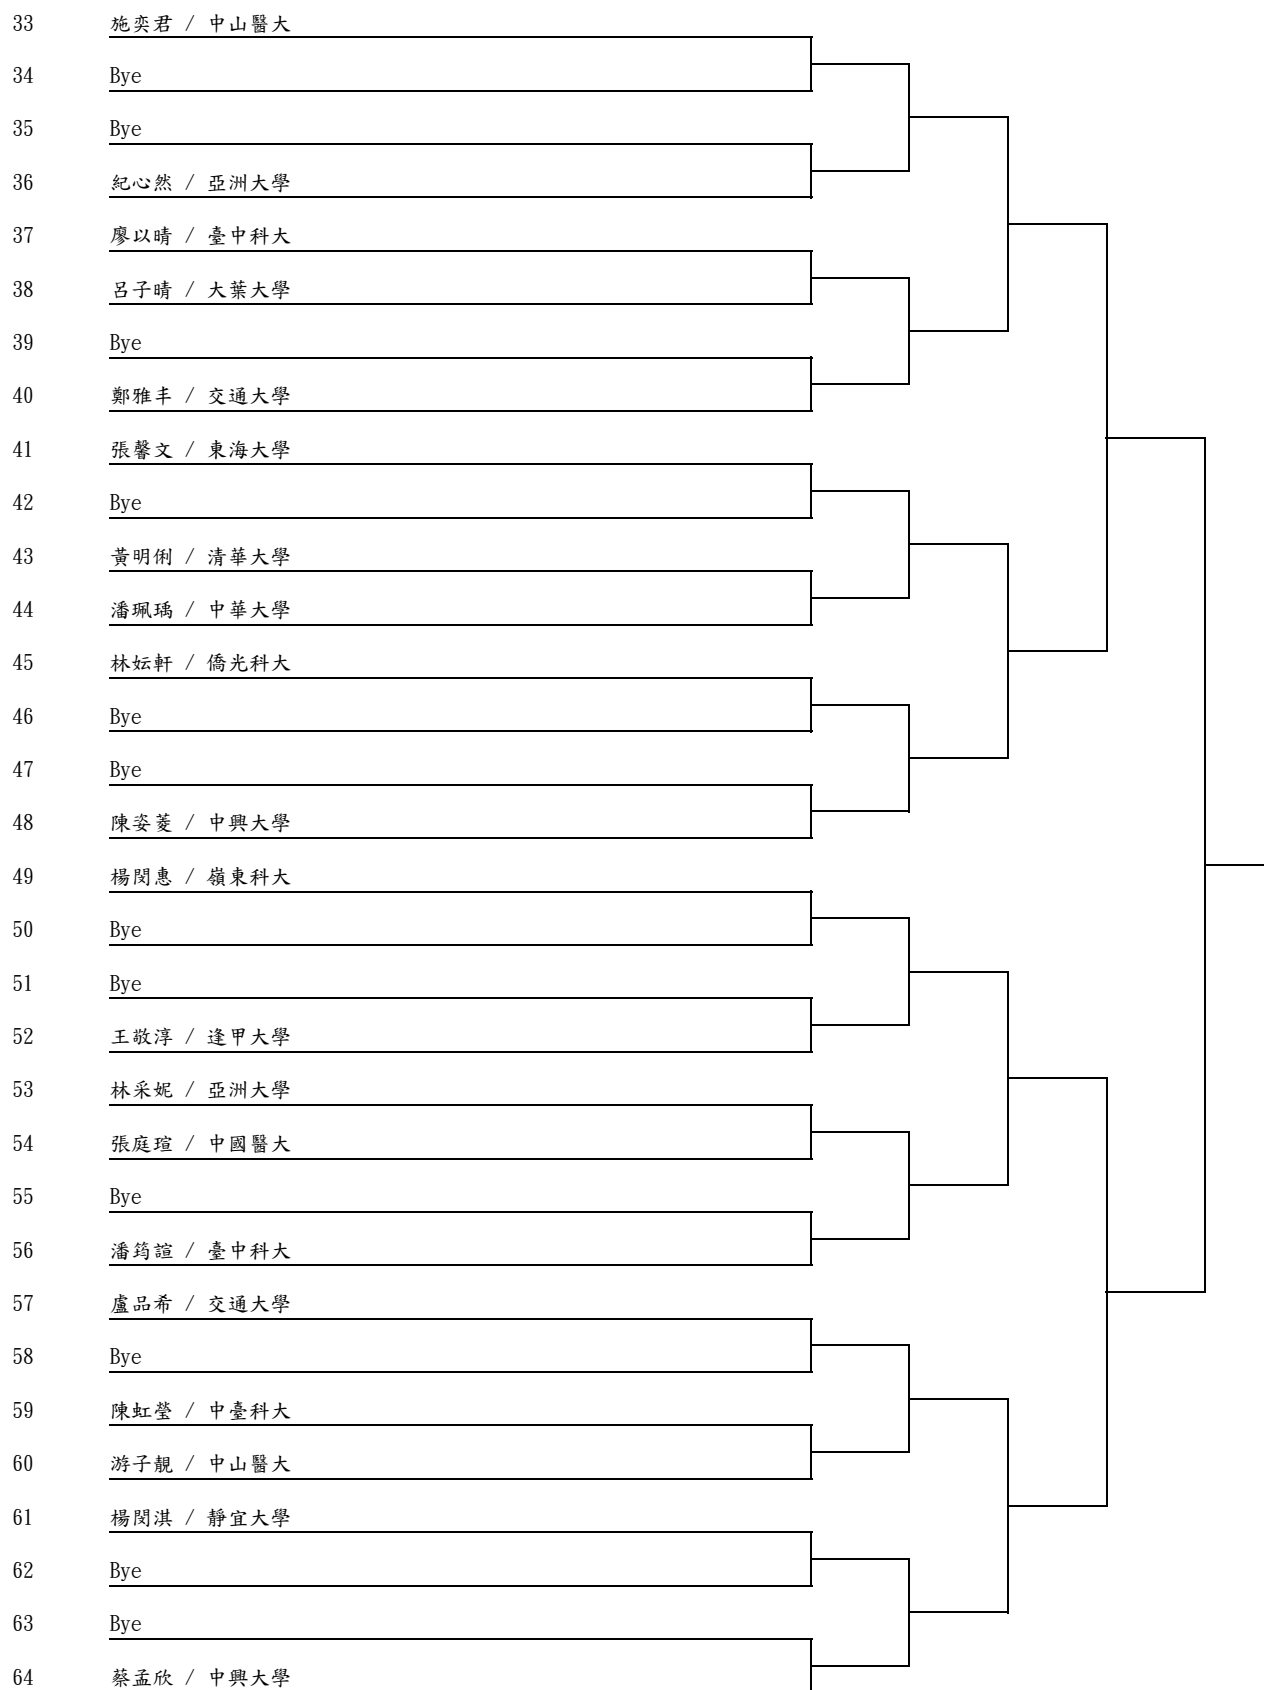 33 施奕君 / 中山醫大
34 Bye
35 Bye
36 紀心然 / 亞洲大學
37 廖以晴 / 臺中科大
38 呂子晴 / 大葉大學
39 Bye
40 鄭雅丰 / 交通大學
41 張馨文 / 東海大學
42 Bye
43 黃明俐 / 清華大學
44 潘珮瑀 / 中華大學
45 林妘軒 / 僑光科大
46 Bye
47 Bye
48 陳姿菱 / 中興大學
49 楊閔惠 / 嶺東科大
50 Bye
51 Bye
52 王敬淳 / 逢甲大學
53 林采妮 / 亞洲大學
54 張庭瑄 / 中國醫大
55 Bye
56 潘筠諠 / 臺中科大
57 盧品希 / 交通大學
58 Bye
59 陳虹瑩 / 中臺科大
60 游子靚 / 中山醫大
61 楊閔淇 / 靜宜大學
62 Bye
63 Bye
64 蔡孟欣 / 中興大學